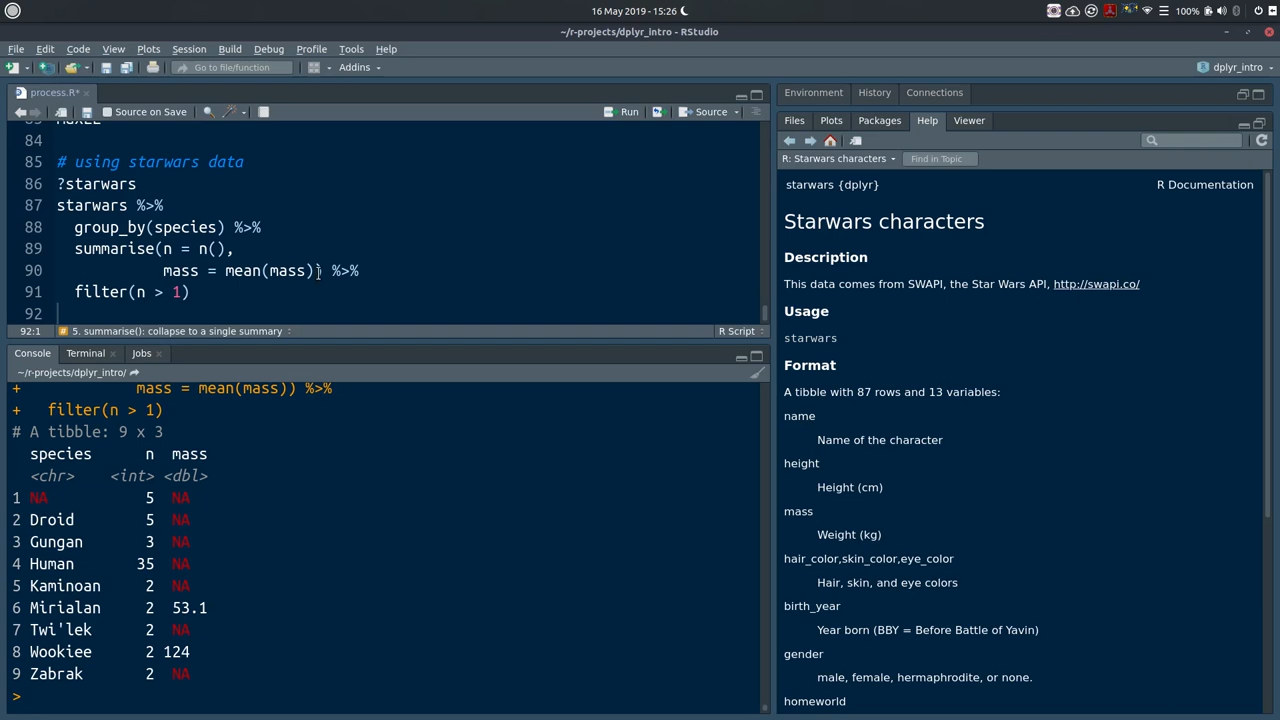 16 May 2019 - 15:26
100%
~/r-projects/dplyr_intro - RStudio
File Edit Code View Plots Session Build Debug Profile Tools Help
Go to file/function Addins dplyr_intro
process.R*
Source on Save Run Source
84
85 # using starwars data
86 ?starwars
87 starwars %>%
88 group_by(species) %>%
89 summarise(n = n(),
90 mass = mean(mass)) %>%
91 filter(n > 1)
92
92:1 5. summarise(): collapse to a single summary R Script
Console Terminal Jobs
~/r-projects/dplyr_intro/
+ mass = mean(mass)) %>%
+ filter(n > 1)
# A tibble: 9 x 3
species n mass
<chr> <int> <dbl>
1 NA 5 NA
2 Droid 5 NA
3 Gungan 3 NA
4 Human 35 NA
5 Kaminoan 2 NA
6 Mirialan 2 53.1
7 Twi'lek 2 NA
8 Wookiee 2 124
9 Zabrak 2 NA
>
Environment History Connections
Files Plots Packages Help Viewer
R: Starwars characters Find in Topic
starwars {dplyr} R Documentation
Starwars characters
Description
This data comes from SWAPI, the Star Wars API, http://swapi.co/
Usage
starwars
Format
A tibble with 87 rows and 13 variables:
name
Name of the character
height
Height (cm)
mass
Weight (kg)
hair_color,skin_color,eye_color
Hair, skin, and eye colors
birth_year
Year born (BBY = Before Battle of Yavin)
gender
male, female, hermaphrodite, or none.
homeworld